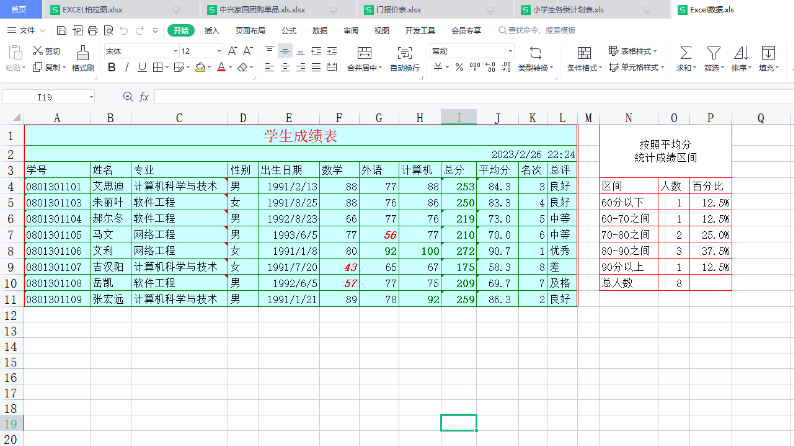 首页 EXCEL柏拉图.xlsx 中兴家园团购单品.xls.xlsx 门报价表.xlsx 小学生各类计划表.xlsx Excel数据.xls
文件 开始 插入 页面布局 公式 数据 审阅 视图 开发工具 会员专享 查找命令、搜索模板
粘贴 剪切 复制 格式刷 宋体 12 B I U A 合并居中 自动换行 常规 ¥ % 类型转换 条件格式 表格样式 单元格样式 求和 筛选 排序 填充
I19 fx
A B C D E F G H I J K L M N O P Q
1 学生成绩表 按照平均分
统计成绩区间
2 2023/2/26 22:24
3 学号 姓名 专业 性别 出生日期 数学 外语 计算机 总分 平均分 名次 总评
4 0801301101 艾思迪 计算机科学与技术 男 1991/2/13 88 77 88 253 84.3 3 良好 区间 人数 百分比
5 0801301103 朱丽叶 软件工程 女 1991/8/25 88 76 86 250 83.3 4 良好 60分以下 1 12.5%
6 0801301104 郝尔冬 软件工程 男 1992/8/23 66 77 76 219 73.0 5 中等 60-70之间 1 12.5%
7 0801301105 马文 网络工程 男 1993/6/5 77 56 77 210 70.0 6 中等 70-80之间 2 25.0%
8 0801301106 艾利 网络工程 女 1991/1/8 80 92 100 272 90.7 1 优秀 80-90之间 3 37.5%
9 0801301107 吉汉阳 计算机科学与技术 女 1991/7/20 43 65 67 175 58.3 8 差 90分以上 1 12.5%
10 0801301108 岳凯 软件工程 男 1992/6/5 57 77 75 209 69.7 7 及格 总人数 8
11 0801301109 张宏远 计算机科学与技术 男 1991/1/21 89 78 92 259 86.3 2 良好
12
13
14
15
16
17
18
19
20